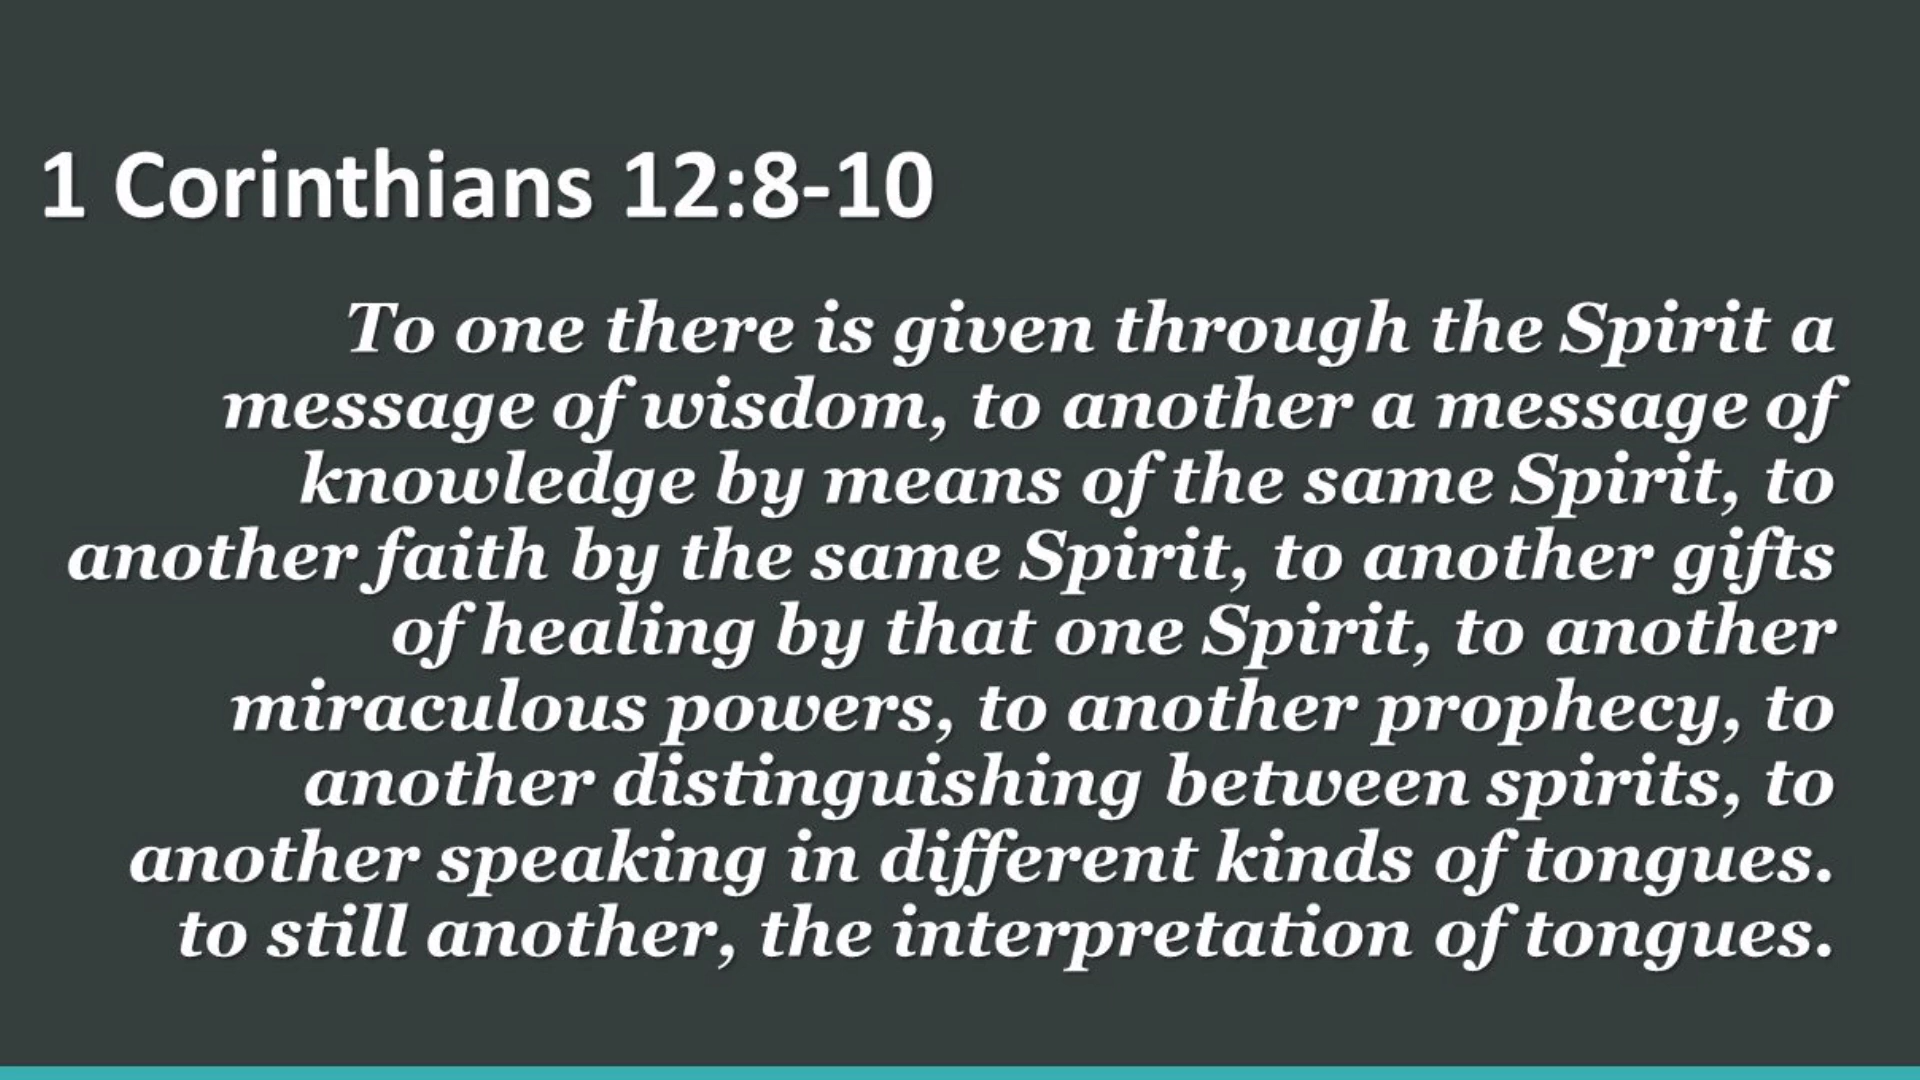 1 Corinthians 12:8-10
To one there is given through the Spirit a
message of wisdom, to another a message of
knowledge by means of the same Spirit, to
another faith by the same Spirit, to another gifts
of healing by that one Spirit, to another
miraculous powers, to another prophecy, to
another distinguishing between spirits, to
another speaking in different kinds of tongues.
to still another, the interpretation of tongues.